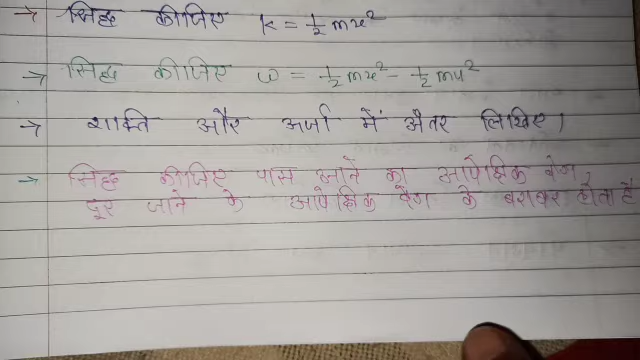 → सिद्ध कीजिए K = ½ mv²
→ सिद्ध कीजिए W = ½ mv² - ½ mu²
→ शक्ति और ऊर्जा में अंतर लिखिए।
→ सिद्ध कीजिए पास आने का आपेक्षिक वेग,
दूर जाने के आपेक्षिक वेग के बराबर होता है